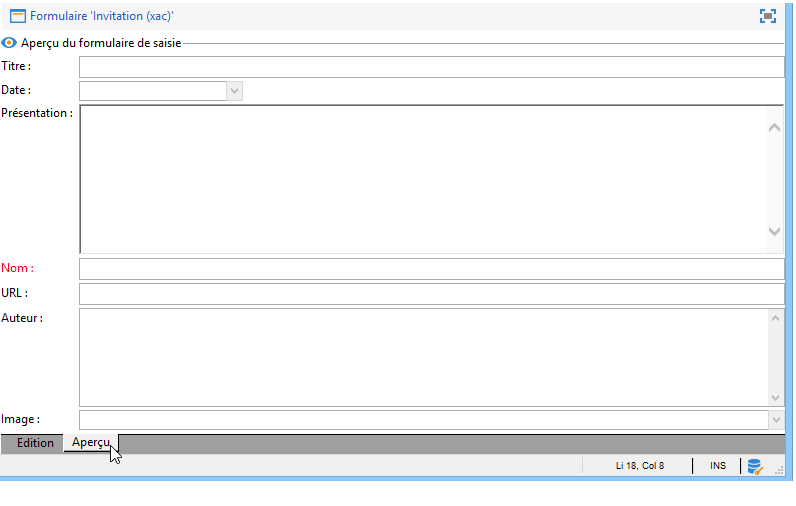 Formulaire 'Invitation (xac)'
Aperçu du formulaire de saisie
Titre :
Date :
Présentation :
Nom :
URL :
Auteur :
Image :
Edition Aperçu
Li 18, Col 8 INS